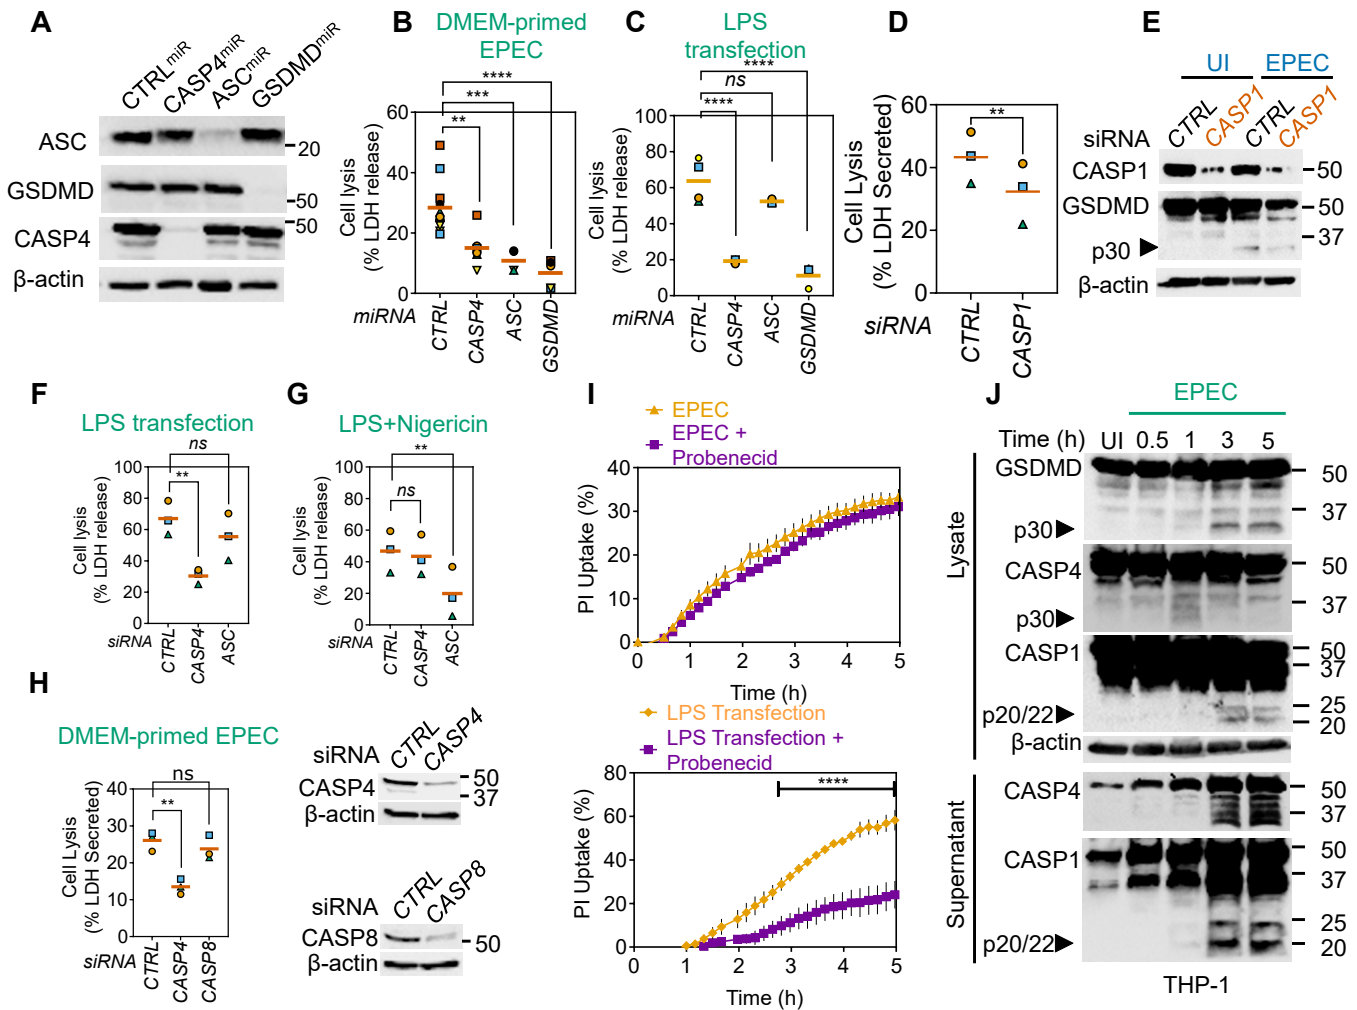 A
CTRLmiR
CASP4miR
ASCmiR
GSDMDmiR
ASC
20
GSDMD
50
CASP4
50
β-actin
B
DMEM-primed
EPEC
****
***
**
Cell lysis
(% LDH release)
60
40
20
0
miRNA
CTRL
CASP4
ASC
GSDMD
C
LPS
transfection
****
ns
****
Cell lysis
(% LDH release)
100
80
60
40
20
0
miRNA
CTRL
CASP4
ASC
GSDMD
D
**
Cell Lysis
(% LDH Secreted)
60
40
20
0
siRNA
CTRL
CASP1
E
UI
EPEC
siRNA
CTRL
CASP1
CTRL
CASP1
CASP1
50
GSDMD
50
37
p30
β-actin
F
LPS transfection
ns
**
Cell lysis
(% LDH release)
100
80
60
40
20
0
siRNA
CTRL
CASP4
ASC
G
LPS+Nigericin
**
ns
Cell lysis
(% LDH release)
100
80
60
40
20
0
siRNA
CTRL
CASP4
ASC
H
DMEM-primed EPEC
ns
**
Cell Lysis
(% LDH Secreted)
40
30
20
10
0
siRNA
CTRL
CASP4
CASP8
siRNA
CTRL
CASP4
CASP4
50
37
β-actin
siRNA
CTRL
CASP8
CASP8
50
β-actin
I
EPEC
EPEC +
Probenecid
PI Uptake (%)
40
30
20
10
0
0 1 2 3 4 5
Time (h)
LPS Transfection
LPS Transfection +
Probenecid
****
PI Uptake (%)
80
60
40
20
0
0 1 2 3 4 5
Time (h)
J
EPEC
Time (h) UI 0.5 1 3 5
Lysate
GSDMD
50
37
p30
CASP4
50
37
p30
CASP1
50
37
25
p20/22
20
β-actin
Supernatant
CASP4
50
37
CASP1
50
37
25
p20/22
20
THP-1